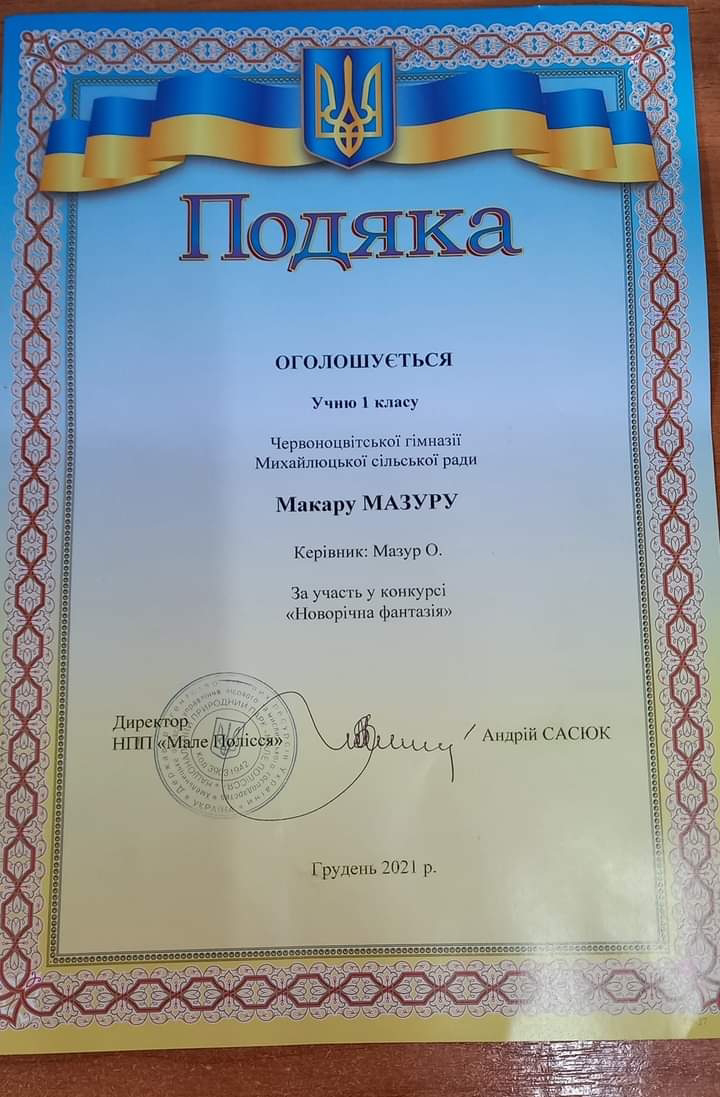 Подяка
ОГОЛОШУЄТЬСЯ
Учню 1 класу
Червоноцвітської гімназії
Михайлюцької сільської ради
Макару МАЗУРУ
Керівник: Мазур О.
За участь у конкурсі
«Новорічна фантазія»
Директор
НПП «Мале Полісся»
Андрій САСЮК
Грудень 2021 р.